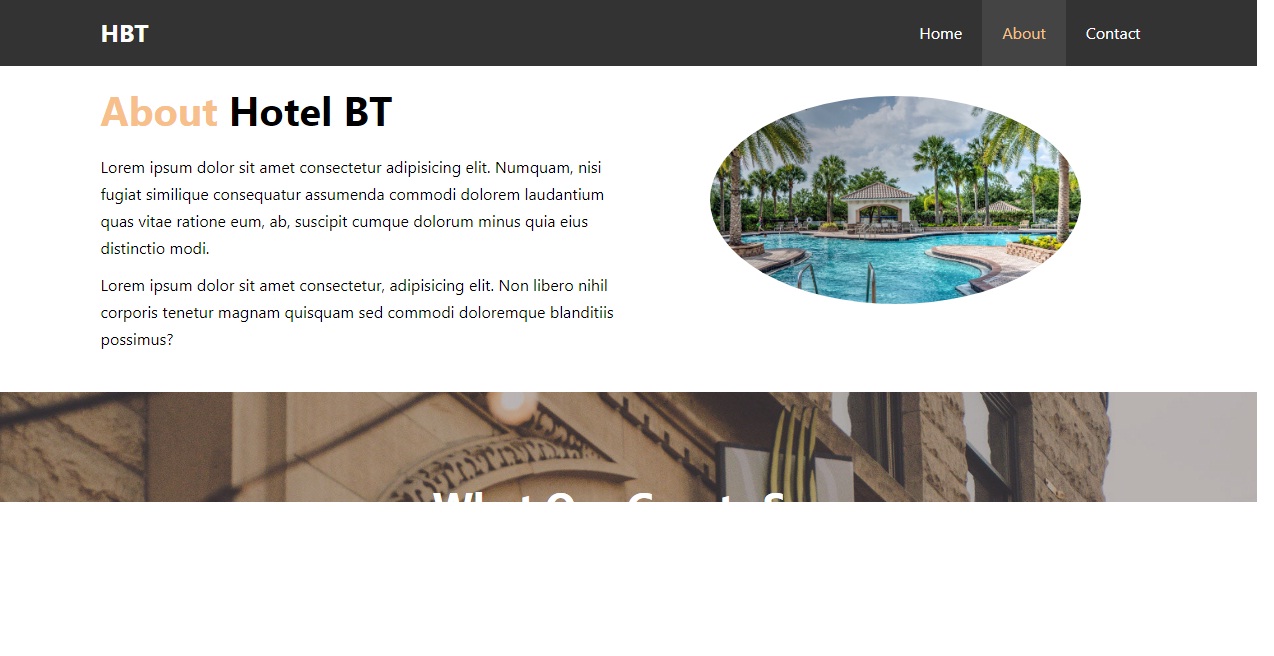 HBT
Home
About
Contact
About Hotel BT
Lorem ipsum dolor sit amet consectetur adipisicing elit. Numquam, nisi
fugiat similique consequatur assumenda commodi dolorem laudantium
quas vitae ratione eum, ab, suscipit cumque dolorum minus quia eius
distinctio modi.
Lorem ipsum dolor sit amet consectetur, adipisicing elit. Non libero nihil
corporis tenetur magnam quisquam sed commodi doloremque blanditiis
possimus?
What Our Guests S